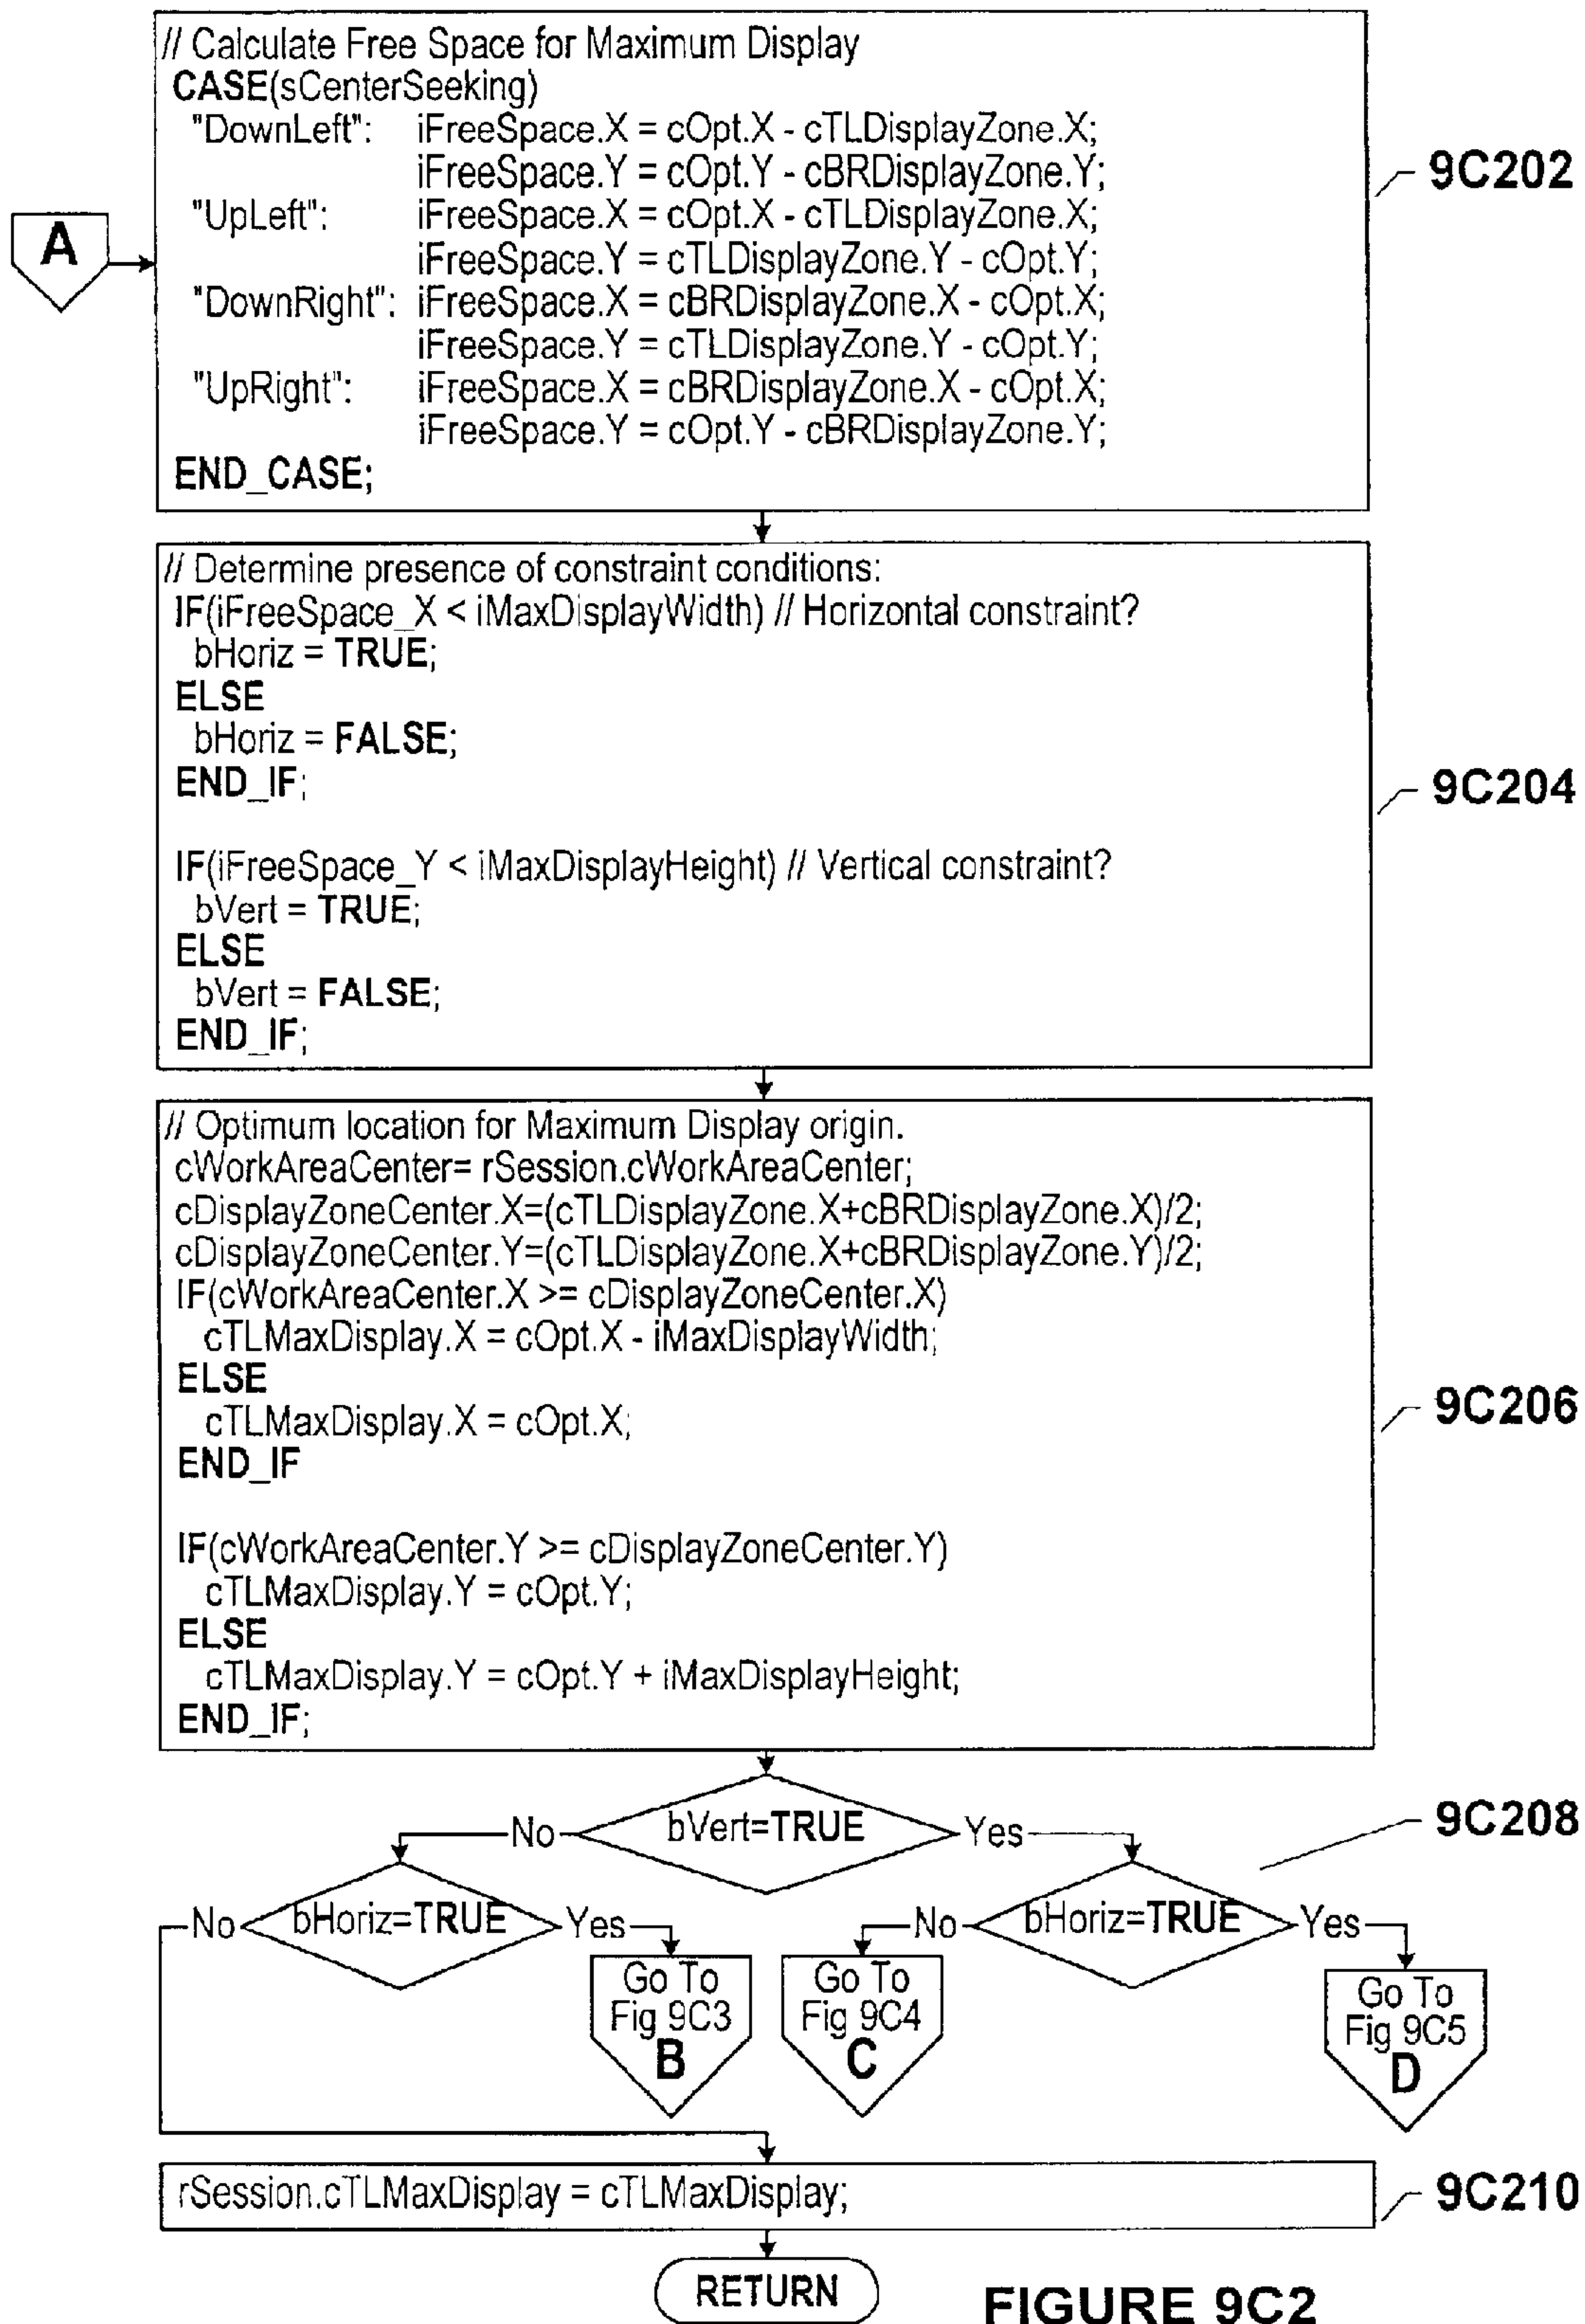 // Calculate Free Space for Maximum Display
CASE(sCenterSeeking)
"DownLeft": iFreeSpace.X = cOpt.X - cTLDisplayZone.X;
iFreeSpace.Y = cOpt.Y - cBRDisplayZone.Y;
"UpLeft": iFreeSpace.X = cOpt.X - cTLDisplayZone.X;
iFreeSpace.Y = cTLDisplayZone.Y - cOpt.Y;
"DownRight": iFreeSpace.X = cBRDisplayZone.X - cOpt.X;
iFreeSpace.Y = cTLDisplayZone.Y - cOpt.Y;
"UpRight": iFreeSpace.X = cBRDisplayZone.X - cOpt.X;
iFreeSpace.Y = cOpt.Y - cBRDisplayZone.Y;
END_CASE;
9C202
A
// Determine presence of constraint conditions:
IF(iFreeSpace_X < iMaxDisplayWidth) // Horizontal constraint?
bHoriz = TRUE;
ELSE
bHoriz = FALSE;
END_IF;
IF(iFreeSpace_Y < iMaxDisplayHeight) // Vertical constraint?
bVert = TRUE;
ELSE
bVert = FALSE;
END_IF;
9C204
// Optimum location for Maximum Display origin.
cWorkAreaCenter= rSession.cWorkAreaCenter;
cDisplayZoneCenter.X=(cTLDisplayZone.X+cBRDisplayZone.X)/2;
cDisplayZoneCenter.Y=(cTLDisplayZone.X+cBRDisplayZone.Y)/2;
IF(cWorkAreaCenter.X >= cDisplayZoneCenter.X)
cTLMaxDisplay.X = cOpt.X - iMaxDisplayWidth;
ELSE
cTLMaxDisplay.X = cOpt.X;
END_IF
IF(cWorkAreaCenter.Y >= cDisplayZoneCenter.Y)
cTLMaxDisplay.Y = cOpt.Y;
ELSE
cTLMaxDisplay.Y = cOpt.Y + iMaxDisplayHeight;
END_IF;
9C206
No bVert=TRUE Yes
9C208
No bHoriz=TRUE Yes
No bHoriz=TRUE Yes
Go To
Fig 9C3
B
Go To
Fig 9C4
C
Go To
Fig 9C5
D
rSession.cTLMaxDisplay = cTLMaxDisplay;
9C210
RETURN
FIGURE 9C2